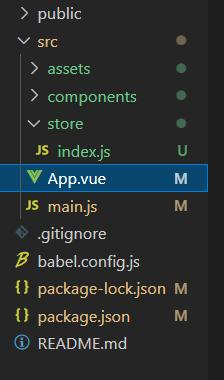 public
src
assets
components
store
JS index.js U
App.vue M
JS main.js M
.gitignore
babel.config.js
{} package-lock.json M
{} package.json M
README.md